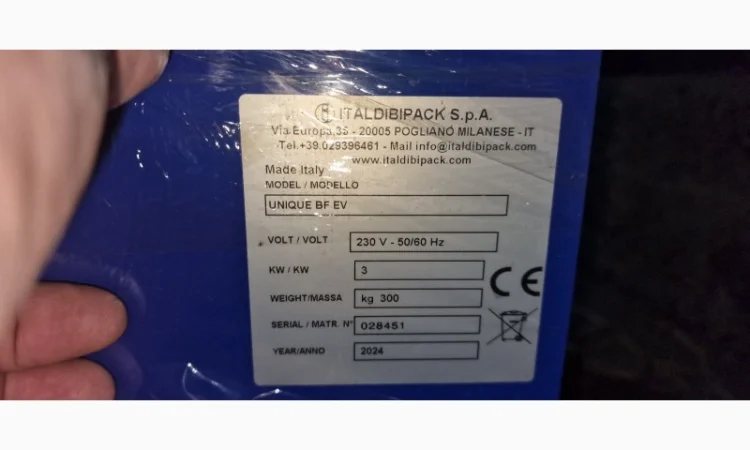 ITALDIBIPACK S.p.A.
Via Europa,35 - 20005 POGLIANO MILANESE - IT
Tel.+39.029396461 - Mail info@italdibipack.com
www.italdibipack.com
Made Italy
MODEL / MODELLO
UNIQUE BF EV
VOLT / VOLT 230 V - 50/60 Hz
KW / KW 3
WEIGHT/MASSA kg 300
SERIAL / MATR. N° 028451
YEAR/ANNO 2024
CE